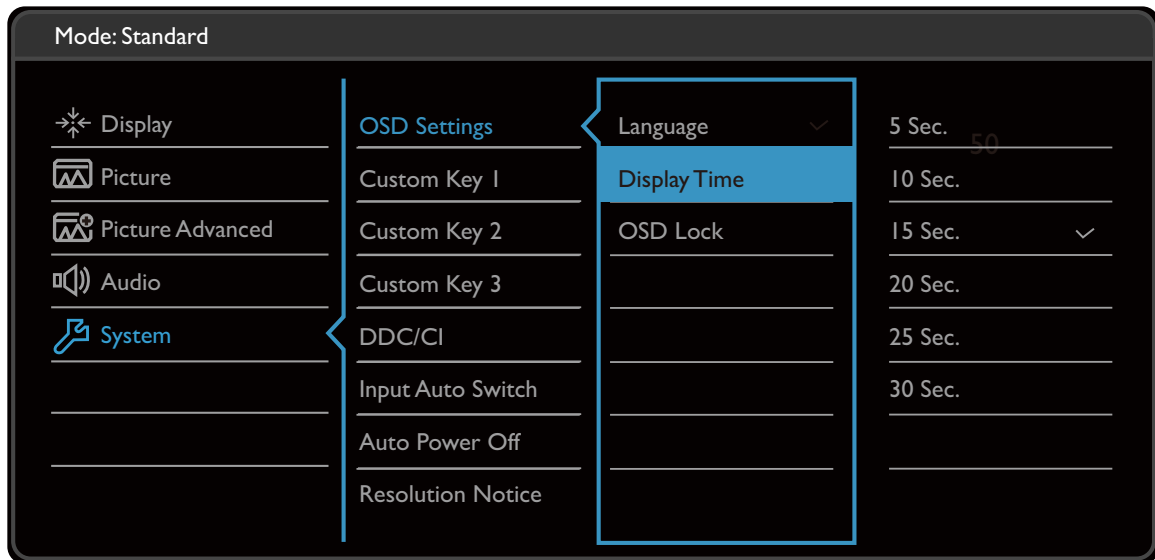 Mode: Standard
Display
Picture
Picture Advanced
Audio
System
OSD Settings
Custom Key 1
Custom Key 2
Custom Key 3
DDC/CI
Input Auto Switch
Auto Power Off
Resolution Notice
Language
Display Time
OSD Lock
5 Sec.
50
10 Sec.
15 Sec.
20 Sec.
25 Sec.
30 Sec.